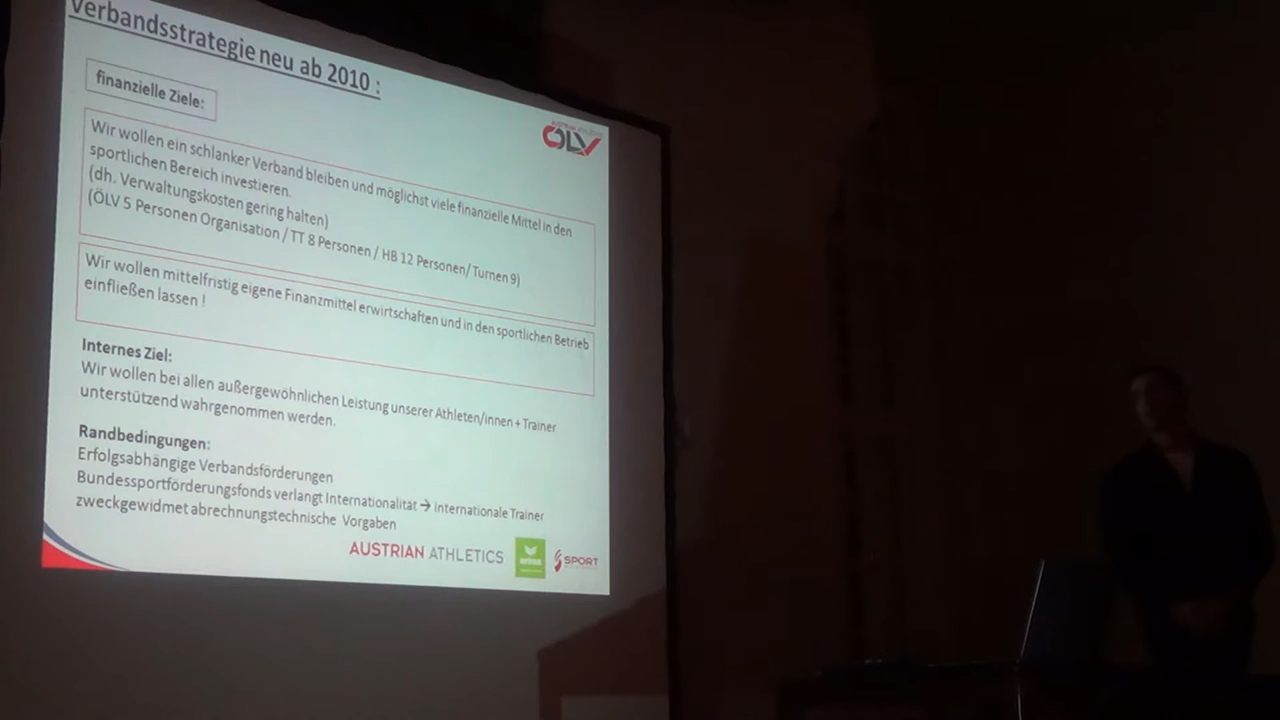 Verbandsstrategie neu ab 2010 :
finanzielle Ziele:
ÖLV
Wir wollen ein schlanker Verband bleiben und möglichst viele finanzielle Mittel in den
sportlichen Bereich investieren.
(dh. Verwaltungskosten gering halten)
(ÖLV 5 Personen Organisation / TT 8 Personen / HB 12 Personen/ Turnen 9)
Wir wollen mittelfristig eigene Finanzmittel erwirtschaften und in den sportlichen Betrieb
einfließen lassen !
Internes Ziel:
Wir wollen bei allen außergewöhnlichen Leistung unserer Athleten/innen + Trainer
unterstützend wahrgenommen werden.
Randbedingungen:
Erfolgsabhängige Verbandsförderungen
Bundessportförderungsfonds verlangt Internationalität → internationale Trainer
zweckgewidmet abrechnungstechnische Vorgaben
AUSTRIAN ATHLETICS erima SPORT